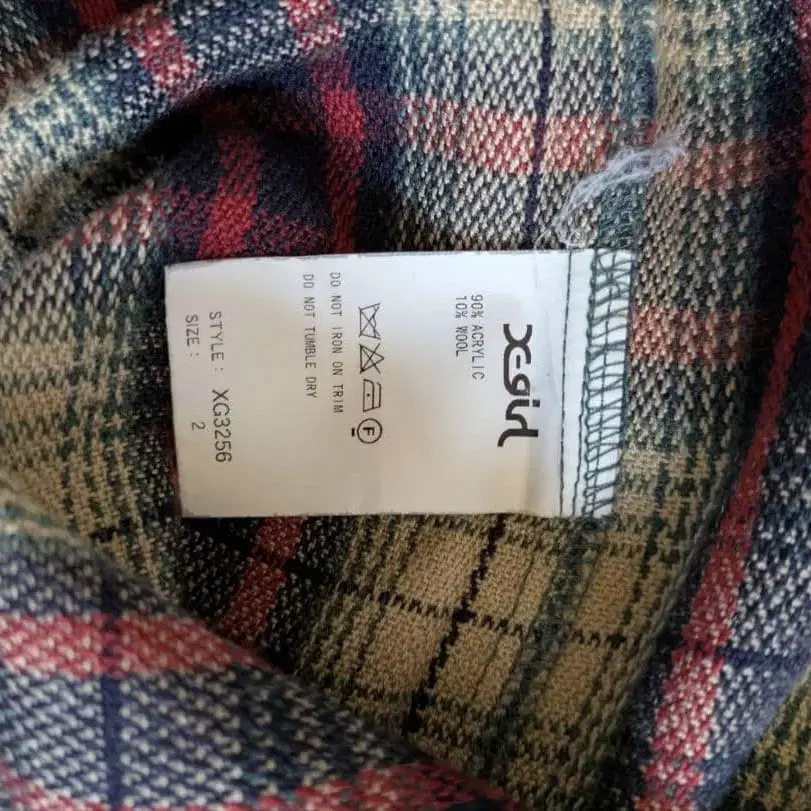 X-girl
90% ACRYLIC
10% WOOL
F
DO NOT IRON ON TRIM
DO NOT TUMBLE DRY
STYLE: XG3256
SIZE: 2